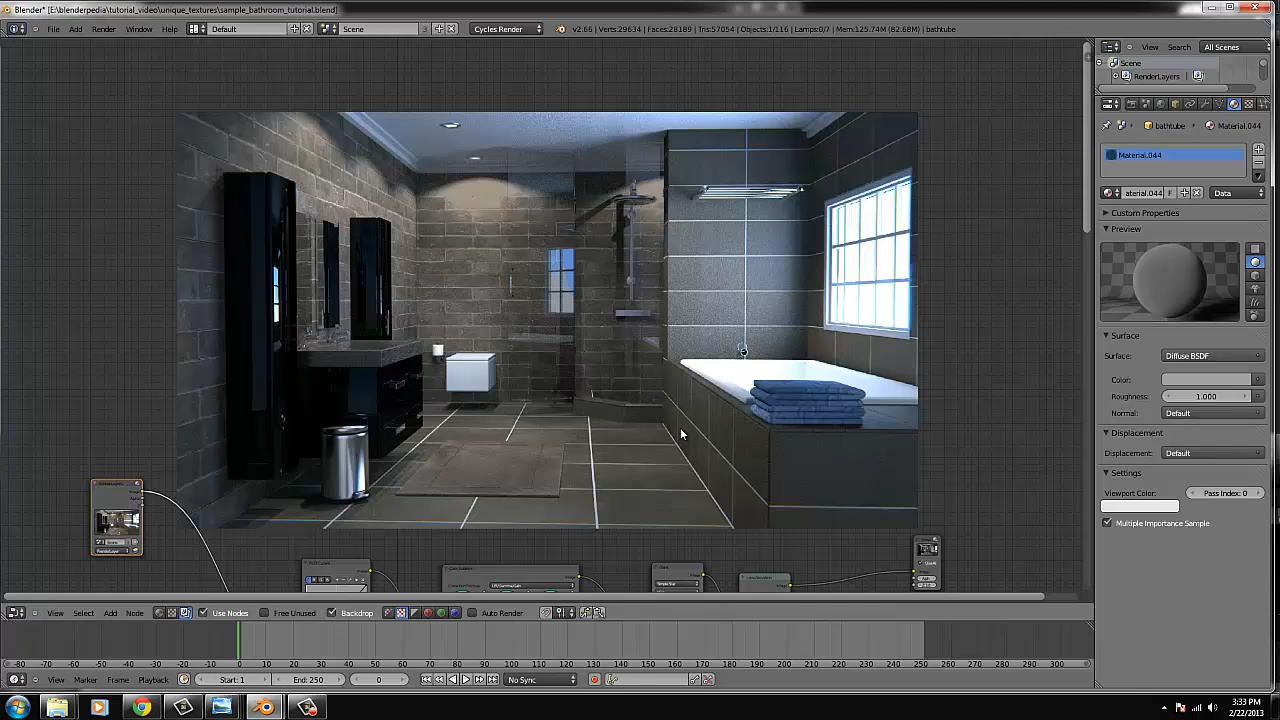 Blender* [E:\blenderpedia\tutorial_video\unique_textures\sample_bathroom_tutorial.blend]
File Add Render Window Help Default Scene 3 Cycles Render v2.66 | Verts:29634 | Faces:28189 | Tris:57054 | Objects:1/116 | Lamps:0/7 | Mem:125.74M (82.68M) | bathtube
View Search All Scenes
Scene
RenderLayers
bathtube Material.044
Material.044
aterial.044 F Data
Custom Properties
Preview
Surface
Surface: Diffuse BSDF
Color:
Roughness: 1.000
Normal: Default
Displacement
Displacement: Default
Settings
Viewport Color: Pass Index: 0
Multiple Importance Sample
View Select Add Node Use Nodes Free Unused Backdrop Auto Render
-80 -70 -60 -50 -40 -30 -20 -10 0 10 20 30 40 50 60 70 80 90 100 110 120 130 140 150 160 170 180 190 200 210 220 230 240 250 260 270 280 290 300
View Marker Frame Playback Start: 1 End: 250 0 No Sync
3:33 PM
2/22/2013